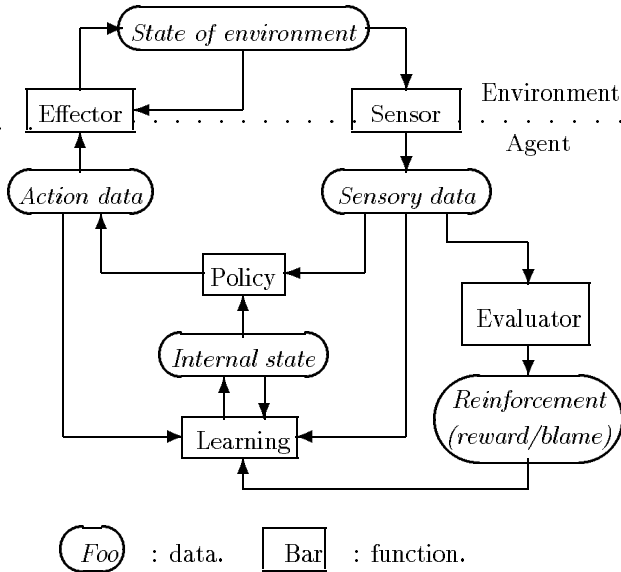 State of environment
Effector
Sensor
Environment
Agent
Action data
Sensory data
Policy
Evaluator
Internal state
Reinforcement
(reward/blame)
Learning
Foo : data. Bar : function.